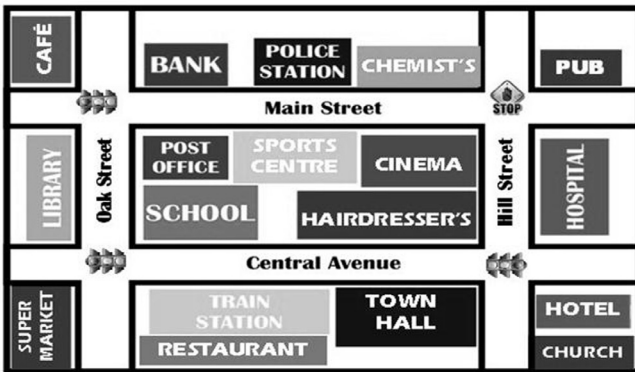 CAFÉ
BANK
POLICE
STATION
CHEMIST'S
PUB
Main Street
STOP
LIBRARY
Oak Street
POST
OFFICE
SPORTS
CENTRE
CINEMA
SCHOOL
HAIRDRESSER'S
Hill Street
HOSPITAL
Central Avenue
SUPER
MARKET
TRAIN
STATION
RESTAURANT
TOWN
HALL
HOTEL
CHURCH